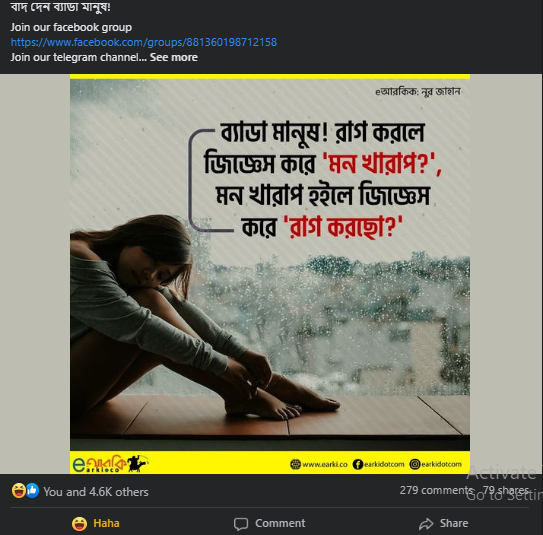 বাদ দেন ব্যাডা মানুষ!
Join our facebook group
https://www.facebook.com/groups/881360198712158
Join our telegram channel... See more
eআরকিক: নুর জাহান
ব্যাডা মানুষ! রাগ করলে
জিজ্ঞেস করে 'মন খারাপ?',
মন খারাপ হইলে জিজ্ঞেস
করে 'রাগ করছো?'
eআরকি
earkioco
www.earki.co earkidotcom earkidotcom
You and 4.6K others 279 comments 79 shares
Activate
Go to Settin
Haha Comment Share